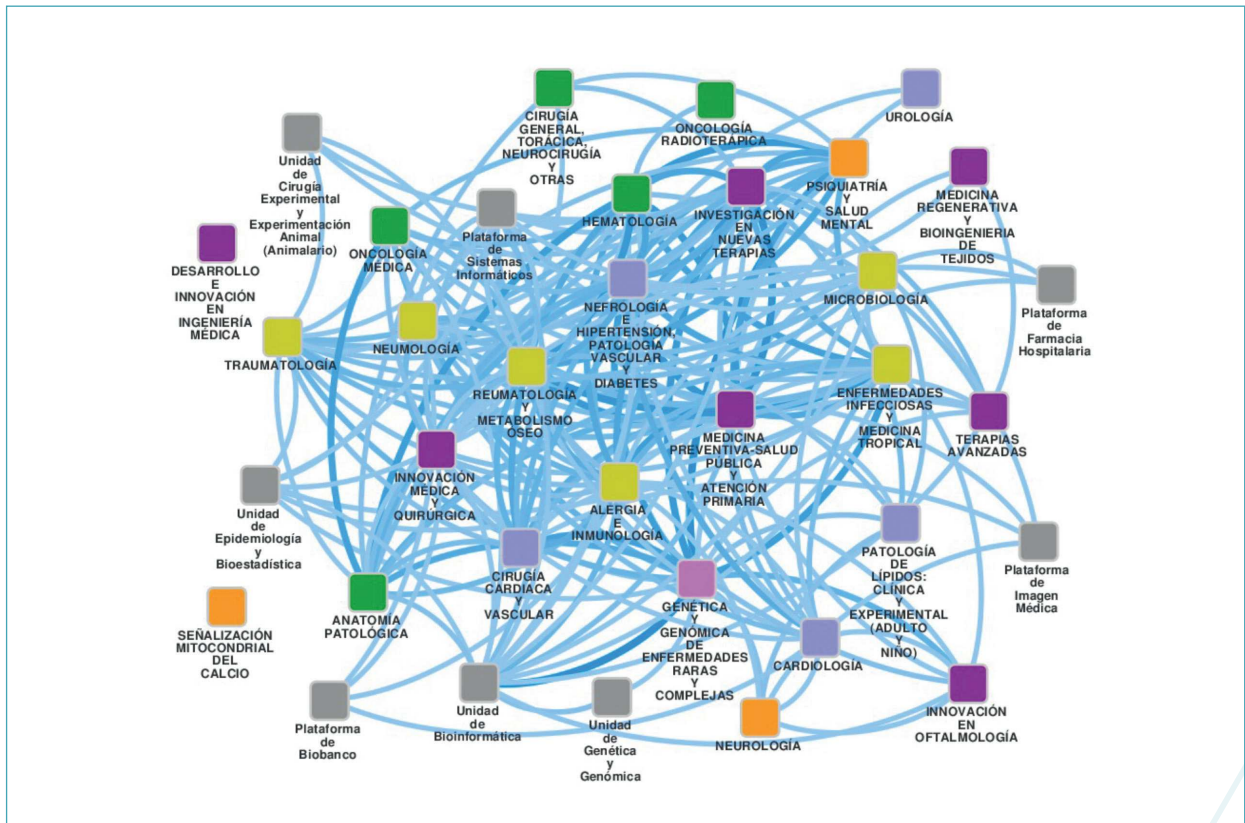 CIRUGÍA
GENERAL,
TORÁCICA,
NEUROCIRUGÍA
Y
OTRAS
ONCOLOGÍA
RADIOTERÁPICA
UROLOGÍA
Unidad
de
Cirugía
Experimental
y
Experimentación
Animal
(Animalario)
PSIQUIATRÍA
Y
SALUD
MENTAL
MEDICINA
REGENERATIVA
Y
BIOINGENIERIA
DE
TEJIDOS
HEMATOLOGÍA
INVESTIGACIÓN
EN
NUEVAS
TERAPIAS
Plataforma
de
Sistemas
Informáticos
ONCOLOGÍA
MÉDICA
DESARROLLO
E
INNOVACIÓN
EN
INGENIERÍA
MÉDICA
NEFROLOGÍA
E
HIPERTENSIÓN,
PATOLOGÍA
VASCULAR
Y
DIABETES
MICROBIOLOGÍA
Plataforma
de
Farmacia
Hospitalaria
TRAUMATOLOGÍA
NEUMOLOGÍA
REUMATOLOGÍA
Y
METABOLISMO
OSEO
ENFERMEDADES
INFECCIOSAS
Y
MEDICINA
TROPICAL
MEDICINA
PREVENTIVA-SALUD
PÚBLICA
Y
ATENCIÓN
PRIMARIA
TERAPIAS
AVANZADAS
INNOVACIÓN
MÉDICA
Y
QUIRÚRGICA
ALERGIA
E
INMUNOLOGÍA
Unidad
de
Epidemiología
y
Bioestadística
CIRUGÍA
CARDIACA
Y
VASCULAR
PATOLOGÍA
DE
LÍPIDOS:
CLÍNICA
Y
EXPERIMENTAL
(ADULTO
Y
NIÑO)
Plataforma
de
Imagen
Médica
GENÉTICA
Y
GENÓMICA
DE
ENFERMEDADES
RARAS
Y
COMPLEJAS
ANATOMÍA
PATOLÓGICA
SEÑALIZACIÓN
MITOCONDRIAL
DEL
CALCIO
CARDIOLOGÍA
Plataforma
de
Biobanco
Unidad
de
Bioinformática
Unidad
de
Genética
y
Genómica
NEUROLOGÍA
INNOVACIÓN
EN
OFTALMOLOGÍA